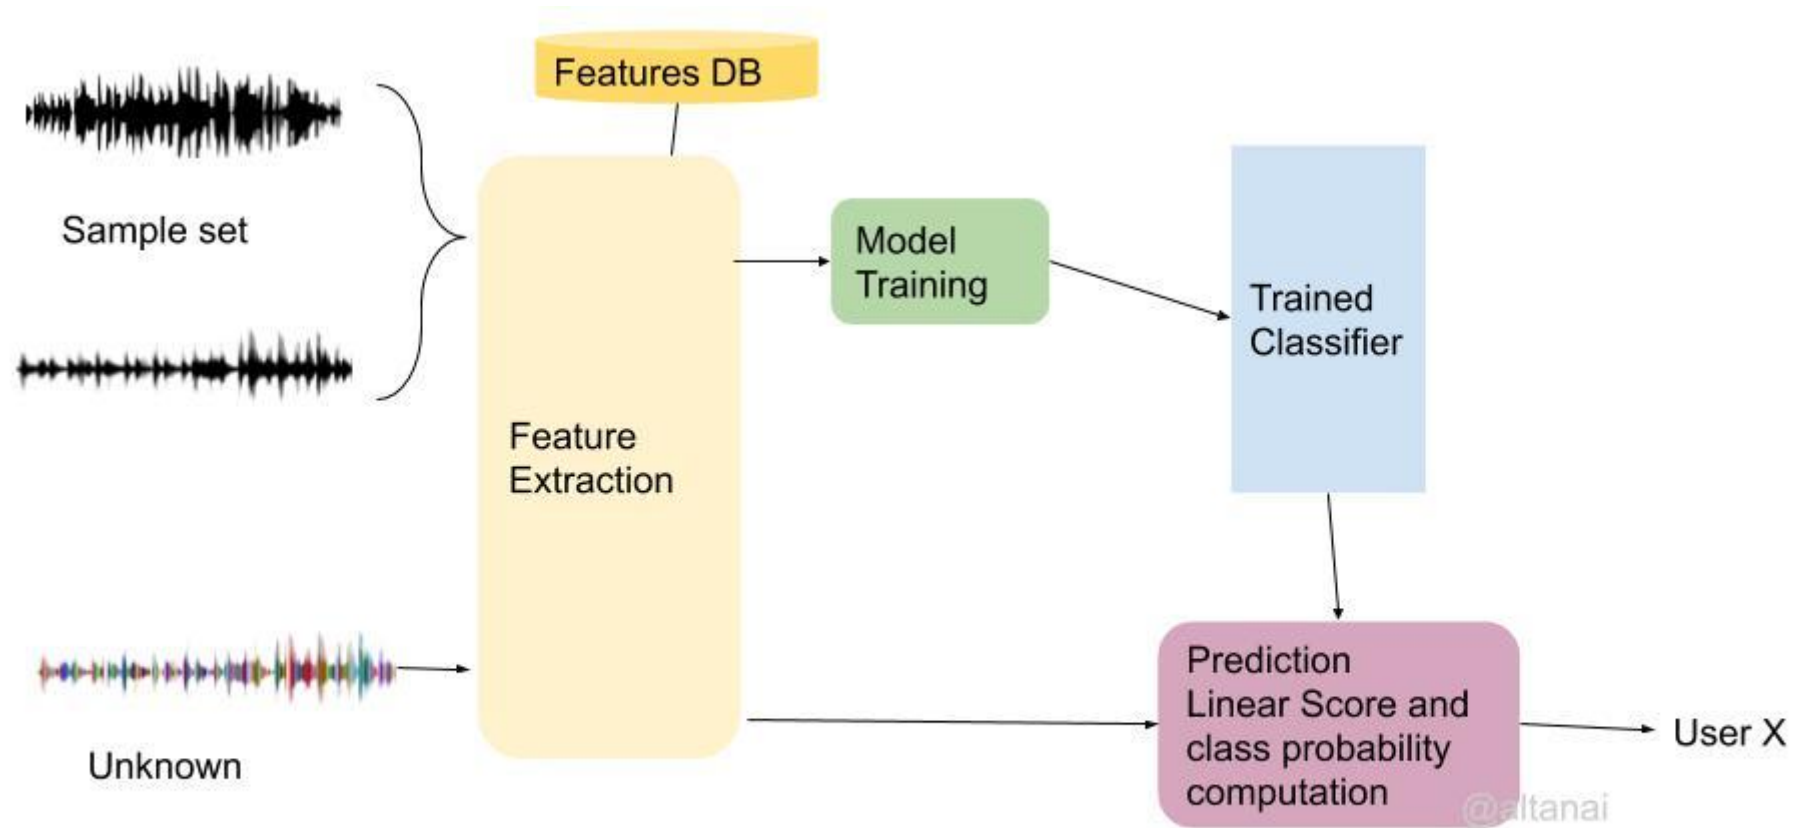 Features DB
Sample set
Model
Training
Trained
Classifier
Feature
Extraction
Unknown
Prediction
Linear Score and
class probability
computation
User X
@altanai